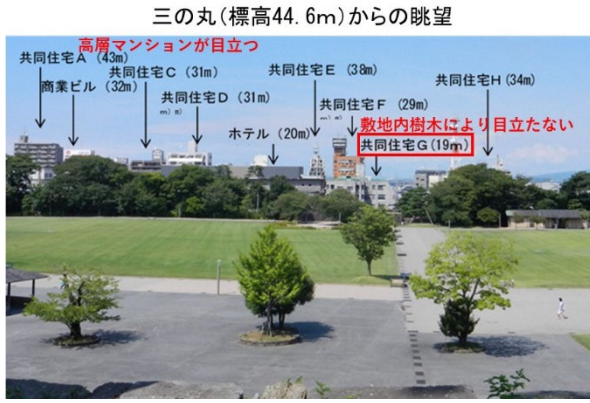 三の丸(標高44.6m)からの眺望
高層マンションが目立つ
共同住宅A (43m)
商業ビル (32m)
共同住宅C (31m)
共同住宅D (31m)
m) m)
ホテル (20m)
共同住宅E (38m)
共同住宅F (29m)
m) m)
敷地内樹木により目立たない
共同住宅G(19m)
共同住宅H (34m)